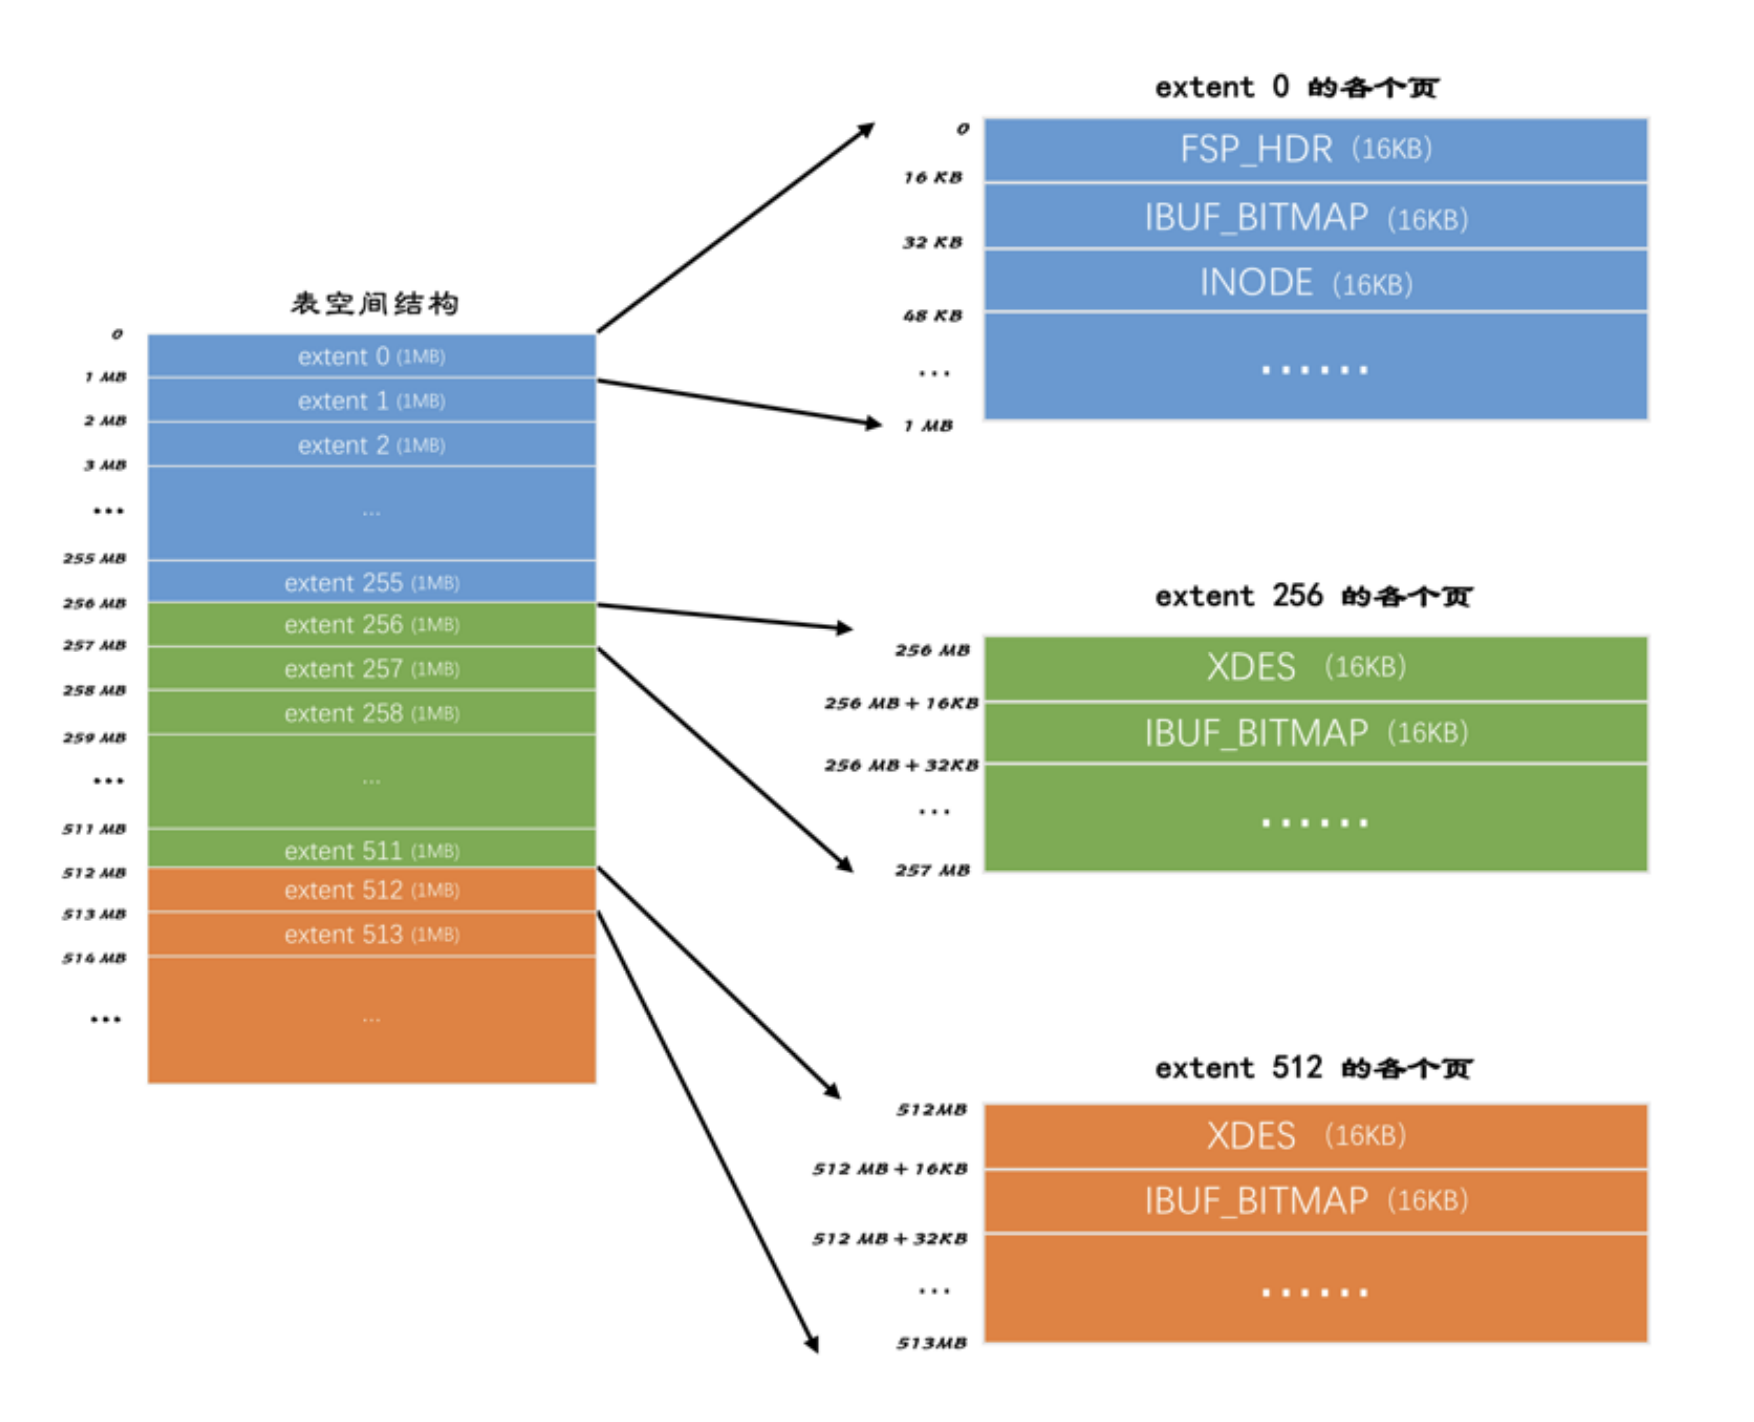 表空间结构
0
extent 0 (1MB)
1 MB
extent 1 (1MB)
2 MB
extent 2 (1MB)
3 MB
...
...
255 MB
extent 255 (1MB)
256 MB
extent 256 (1MB)
257 MB
extent 257 (1MB)
258 MB
extent 258 (1MB)
259 MB
...
...
511 MB
extent 511 (1MB)
512 MB
extent 512 (1MB)
513 MB
extent 513 (1MB)
514 MB
...
...
extent 0 的各个页
0
FSP_HDR (16KB)
16 KB
IBUF_BITMAP (16KB)
32 KB
INODE (16KB)
48 KB
...
......
1 MB
extent 256 的各个页
256 MB
XDES (16KB)
256 MB + 16KB
IBUF_BITMAP (16KB)
256 MB + 32KB
...
......
257 MB
extent 512 的各个页
512MB
XDES (16KB)
512 MB + 16KB
IBUF_BITMAP (16KB)
512 MB + 32KB
...
......
513MB